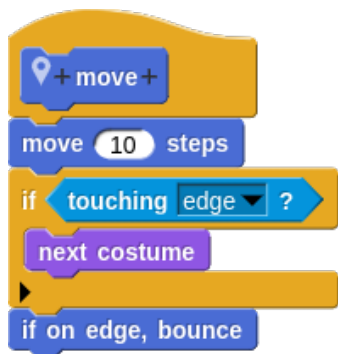 + move +
move 10 steps
if touching edge ?
next costume
if on edge, bounce